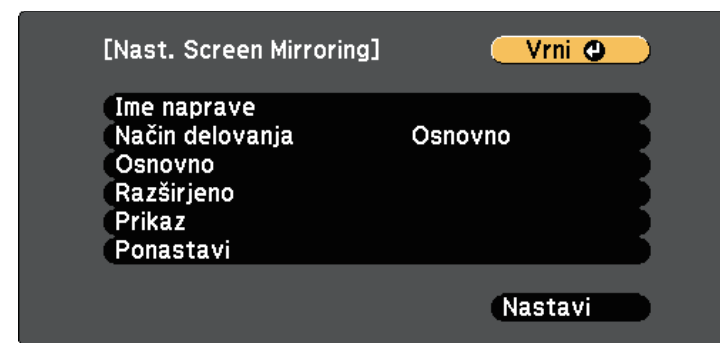 [Nast. Screen Mirroring] Vrni
Ime naprave
Način delovanja Osnovno
Osnovno
Razširjeno
Prikaz
Ponastavi
Nastavi